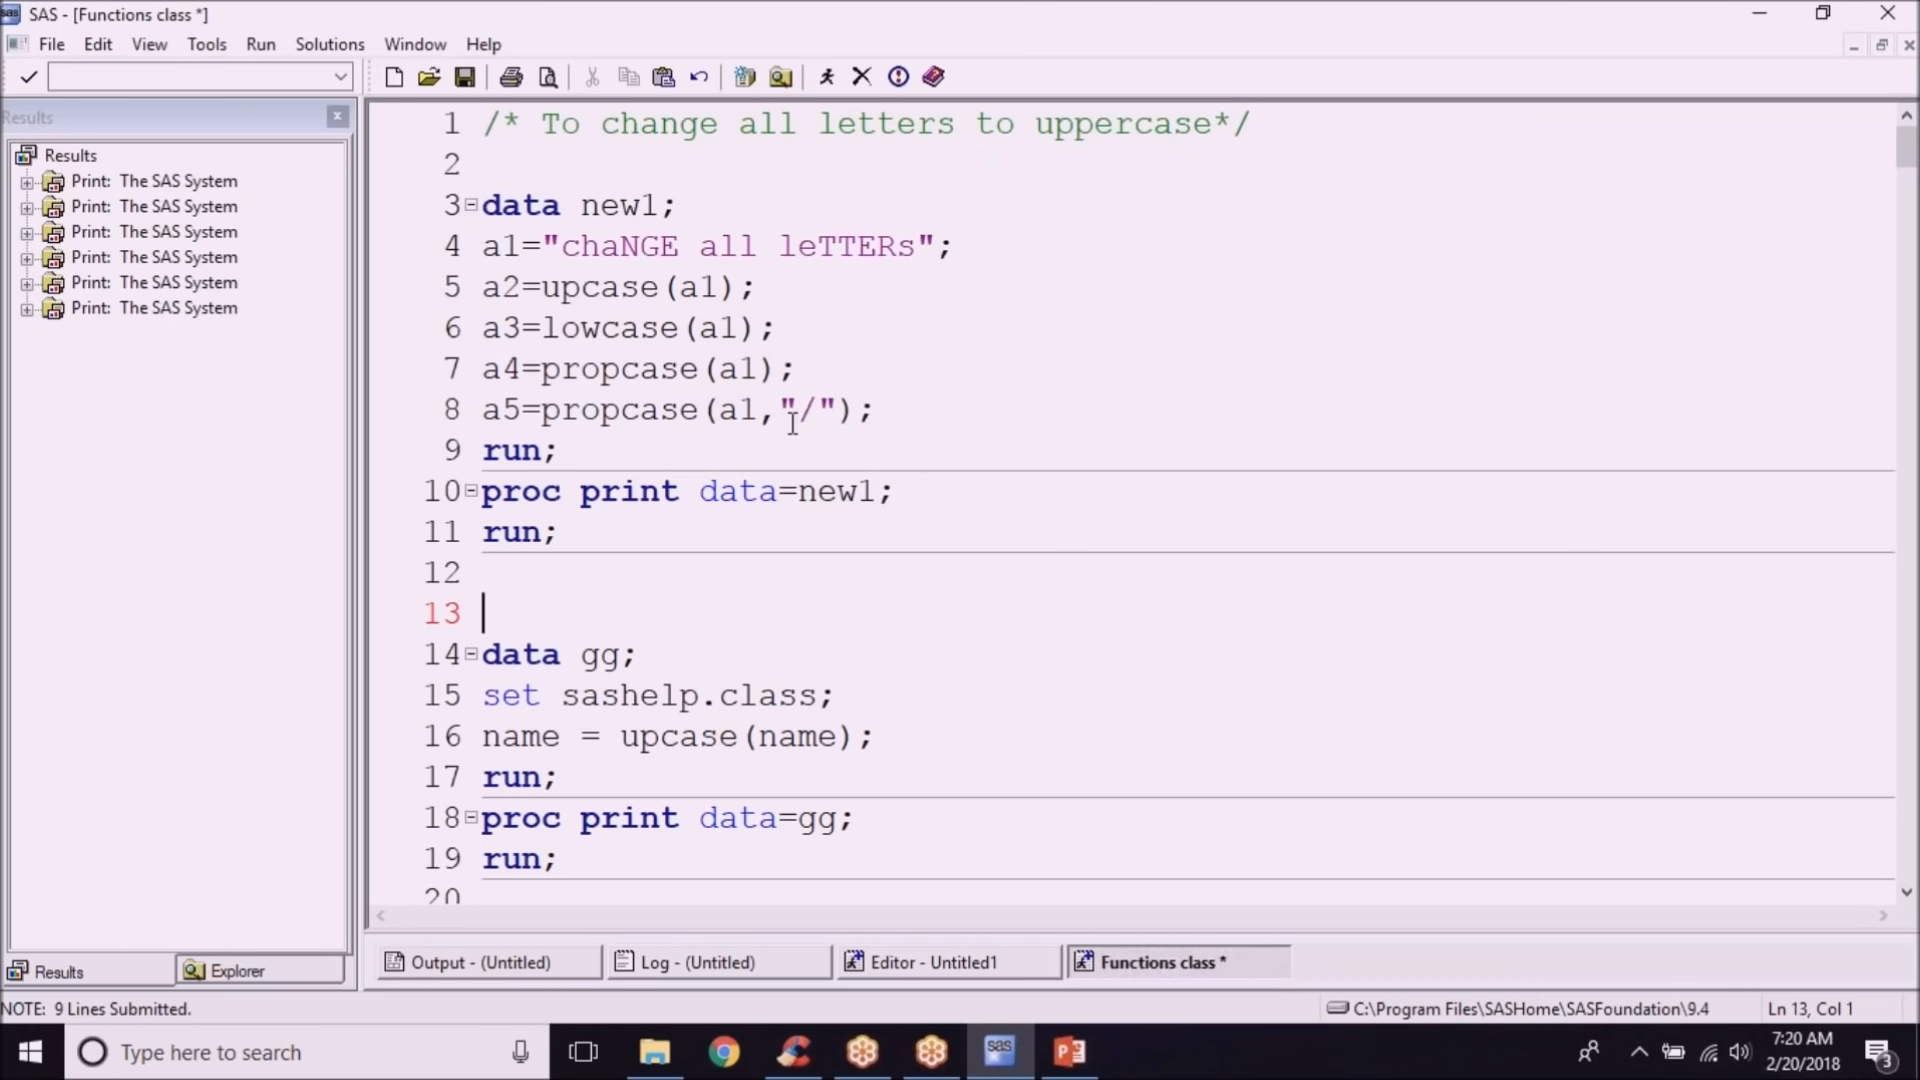 sas SAS - [Functions class *]
File Edit View Tools Run Solutions Window Help
Results
Results
Print: The SAS System
Print: The SAS System
Print: The SAS System
Print: The SAS System
Print: The SAS System
Print: The SAS System
1 /* To change all letters to uppercase*/
2
3 data new1;
4 a1="chaNGE all leTTERs";
5 a2=upcase(a1);
6 a3=lowcase(a1);
7 a4=propcase(a1);
8 a5=propcase(a1,"/");
9 run;
10 proc print data=new1;
11 run;
12
13
14 data gg;
15 set sashelp.class;
16 name = upcase(name);
17 run;
18 proc print data=gg;
19 run;
20
Results Explorer
Output - (Untitled) Log - (Untitled) Editor - Untitled1 Functions class *
NOTE: 9 Lines Submitted. C:\Program Files\SASHome\SASFoundation\9.4 Ln 13, Col 1
Type here to search sas 7:20 AM
2/20/2018 3